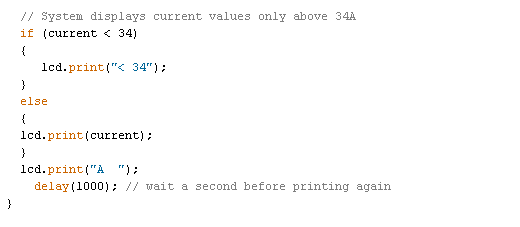 // System displays current values only above 34A
if (current < 34)
{
lcd.print("< 34");
}
else
{
lcd.print(current);
}
lcd.print("A  ");
delay(1000); // wait a second before printing again
}